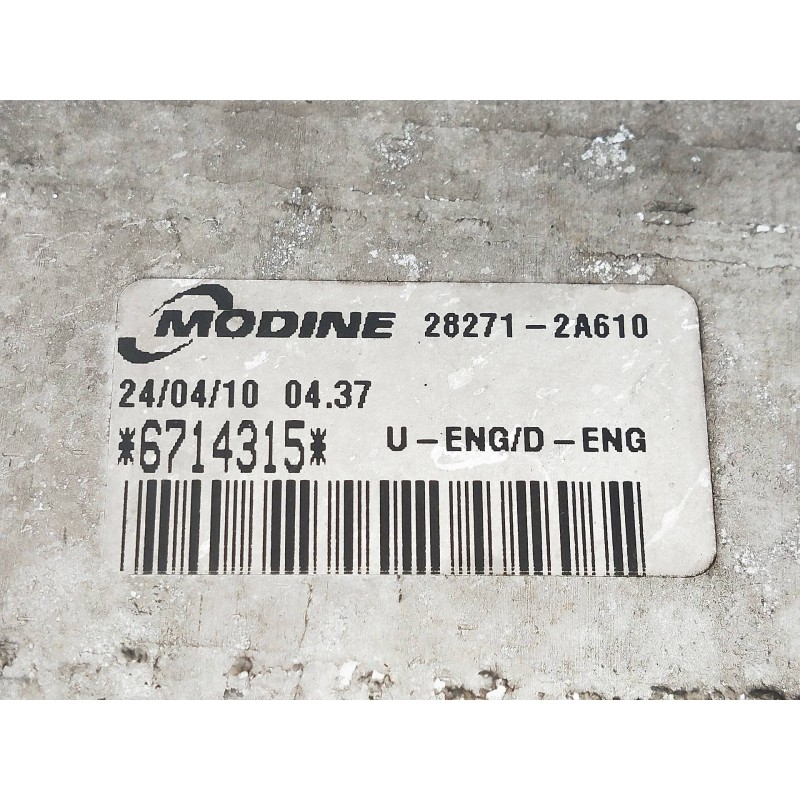 MODINE 28271-2A610
24/04/10 04.37
*6714315* U-ENG/D-ENG